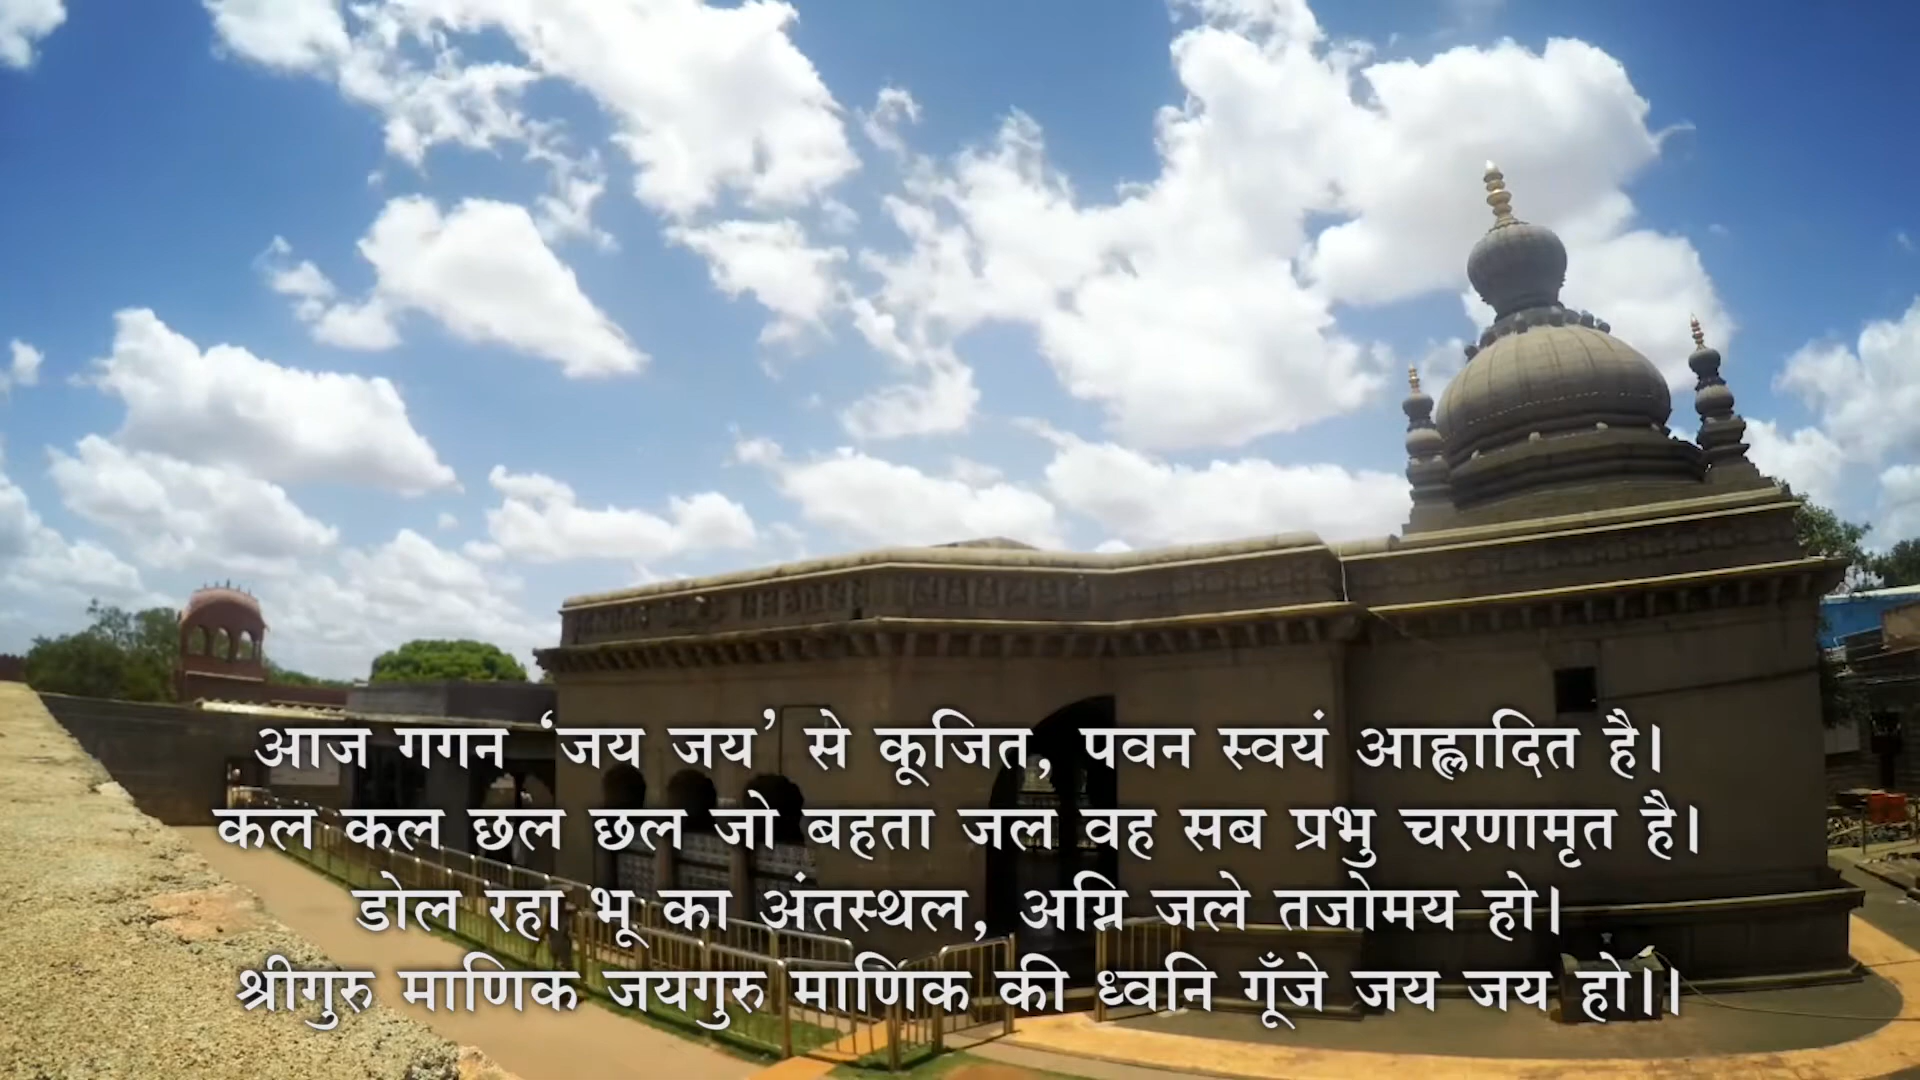 आज गगन ‘जय जय’ से कूजित, पवन स्वयं आह्लादित है।
कल कल छल छल जो बहता जल वह सब प्रभु चरणामृत है।
डोल रहा भू का अंतस्थल, अग्नि जले तजोमय हो।
श्रीगुरु माणिक जयगुरु माणिक की ध्वनि गूँजे जय जय हो।।